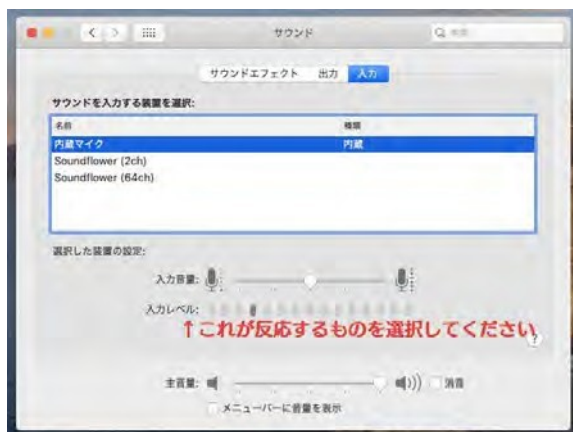 サウンド
検索
サウンドエフェクト 出力 入力
サウンドを入力する装置を選択:
名前 種類
内蔵マイク 内蔵
Soundflower (2ch)
Soundflower (64ch)
選択した装置の設定:
入力音量:
入力レベル:
↑これが反応するものを選択してください
?
主音量: 消音
メニューバーに音量を表示